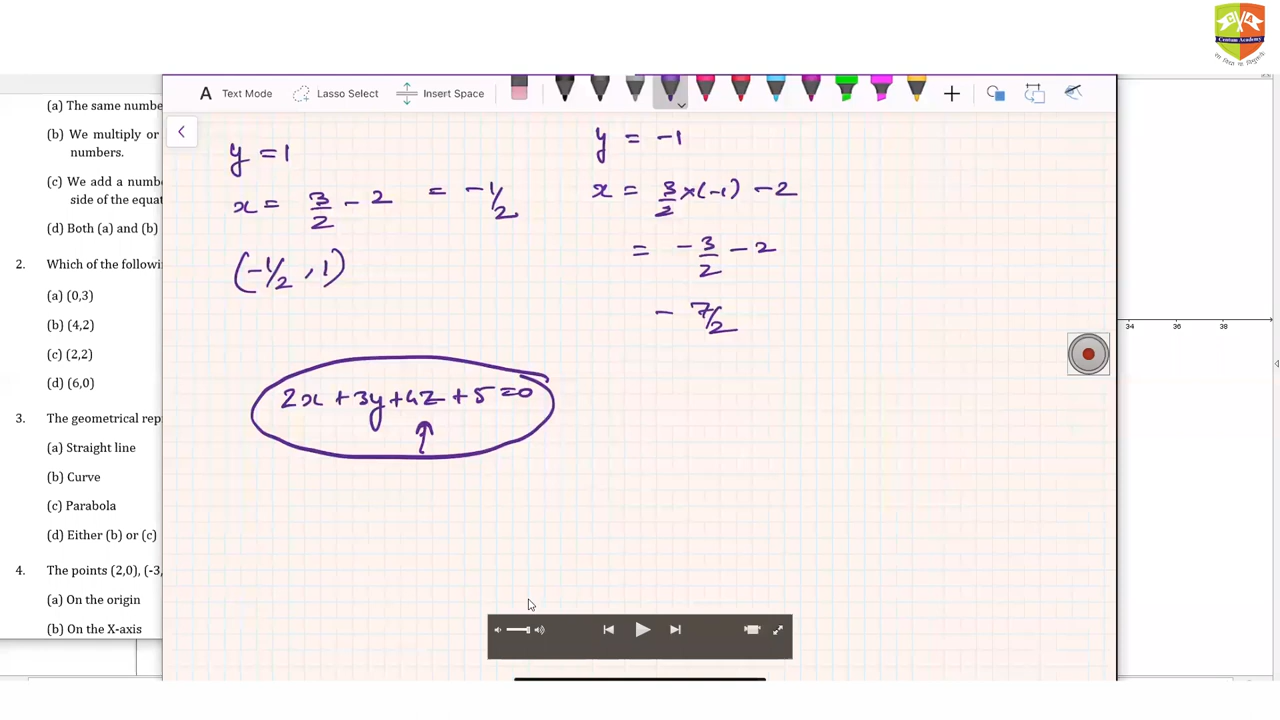 Centum Academy
A Text Mode Lasso Select Insert Space
(a) The same numbe
(b) We multiply or
numbers.
(c) We add a numb
side of the equat
(d) Both (a) and (b)
2. Which of the followi
(a) (0,3)
(b) (4,2)
(c) (2,2)
(d) (6,0)
3. The geometrical rep
(a) Straight line
(b) Curve
(c) Parabola
(d) Either (b) or (c)
4. The points (2,0), (-3,
(a) On the origin
(b) On the X-axis
y = 1
x = 3/2 - 2 = -1/2
(-1/2, 1)
y = -1
x = 3/2 x(-1) - 2
= -3/2 - 2
- 7/2
2x + 3y + 4z + 5 = 0
34 36 38